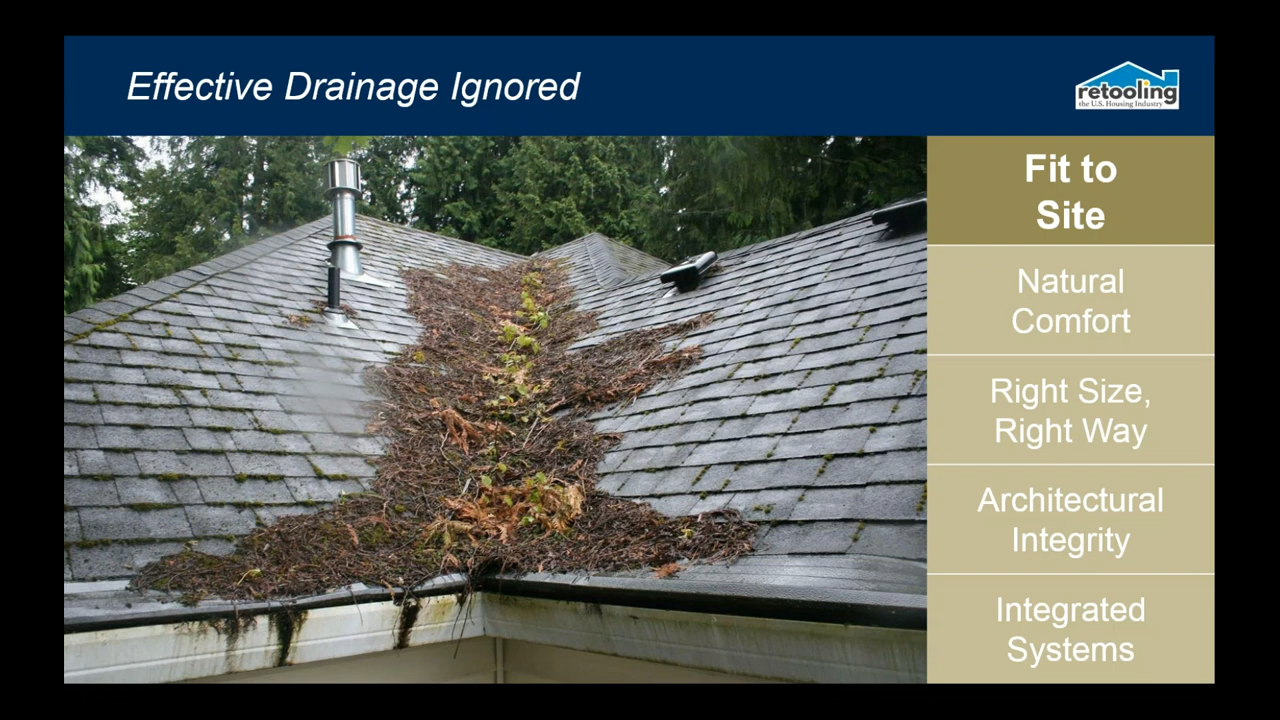 Effective Drainage Ignored
retooling
the U.S. Housing Industry
Fit to
Site
Natural
Comfort
Right Size,
Right Way
Architectural
Integrity
Integrated
Systems